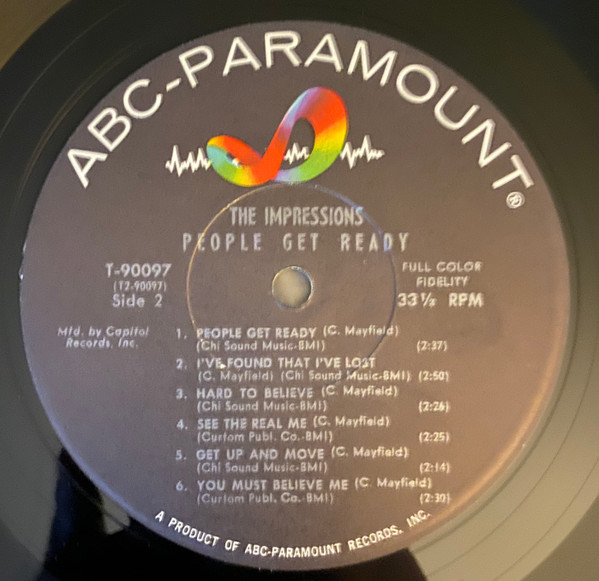 ABC-PARAMOUNT®
THE IMPRESSIONS
PEOPLE GET READY
T-90097
(T2-90097)
Side 2
FULL COLOR
FIDELITY
33⅓ RPM
Mfd. by Capitol
Records, Inc.
1. PEOPLE GET READY (C. Mayfield)
(Chi Sound Music-BMI) (2:37)
2. I'VE FOUND THAT I'VE LOST
(C. Mayfield) (Chi Sound Music-BMI) (2:50)
3. HARD TO BELIEVE (C. Mayfield)
(Chi Sound Music-BMI) (2:26)
4. SEE THE REAL ME (C. Mayfield)
(Curtom Publ. Co.-BMI) (2:25)
5. GET UP AND MOVE (C. Mayfield)
(Chi Sound Music-BMI) (2:14)
6. YOU MUST BELIEVE ME (C. Mayfield)
(Curtom Publ. Co.-BMI) (2:30)
A PRODUCT OF ABC-PARAMOUNT RECORDS, INC.